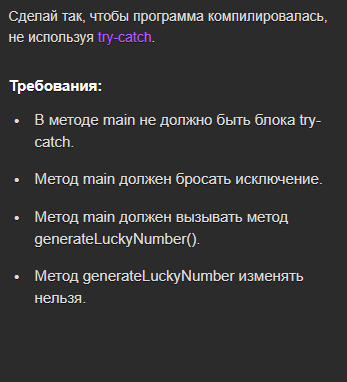 Сделай так, чтобы программа компилировалась,
не используя try-catch.
Требования:
• В методе main не должно быть блока try-
catch.
• Метод main должен бросать исключение.
• Метод main должен вызывать метод
generateLuckyNumber().
• Метод generateLuckyNumber изменять
нельзя.